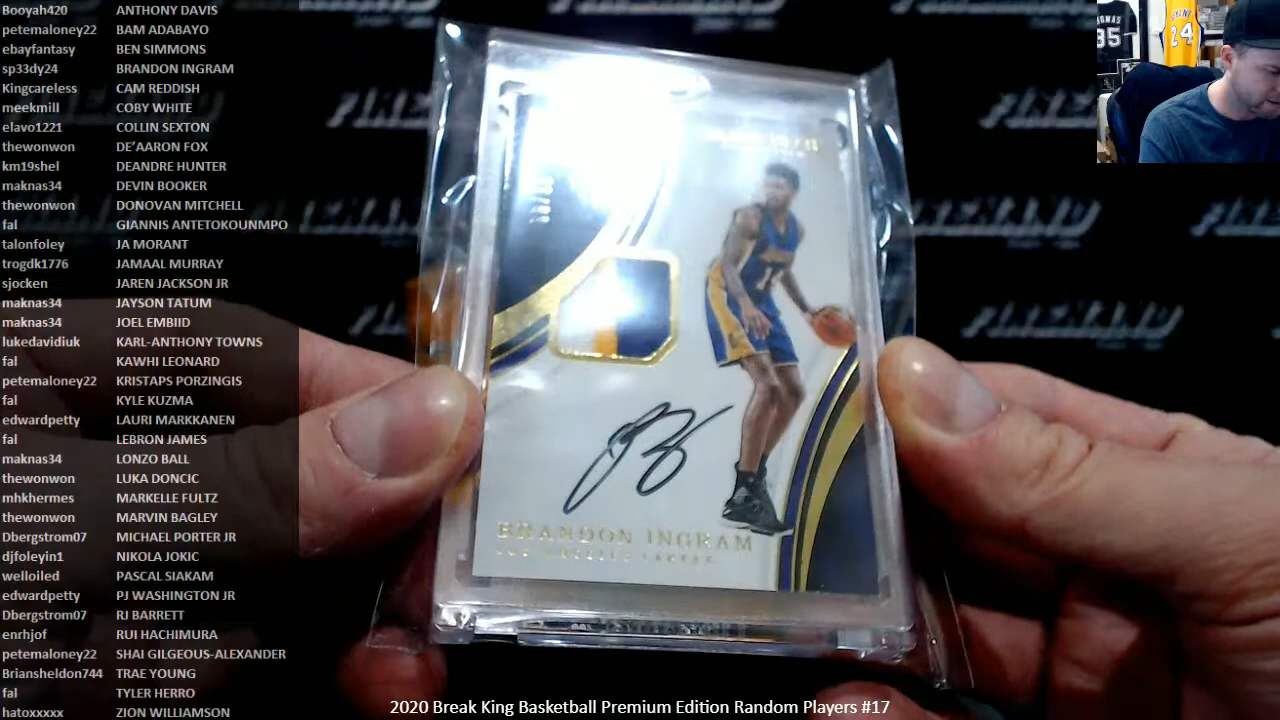 Booyah420 ANTHONY DAVIS
petemaloney22 BAM ADABAYO
ebayfantasy BEN SIMMONS
sp33dy24 BRANDON INGRAM
Kingcareless CAM REDDISH
meekmill COBY WHITE
elavo1221 COLLIN SEXTON
thewonwon DE'AARON FOX
km19shel DEANDRE HUNTER
maknas34 DEVIN BOOKER
thewonwon DONOVAN MITCHELL
fal GIANNIS ANTETOKOUNMPO
talonfoley JA MORANT
trogdk1776 JAMAAL MURRAY
sjocken JAREN JACKSON JR
maknas34 JAYSON TATUM
maknas34 JOEL EMBIID
lukedavidiuk KARL-ANTHONY TOWNS
fal KAWHI LEONARD
petemaloney22 KRISTAPS PORZINGIS
fal KYLE KUZMA
edwardpetty LAURI MARKKANEN
fal LEBRON JAMES
maknas34 LONZO BALL
thewonwon LUKA DONCIC
mhkhermes MARKELLE FULTZ
thewonwon MARVIN BAGLEY
Dbergstrom07 MICHAEL PORTER JR
djfoleyin1 NIKOLA JOKIC
welloiled PASCAL SIAKAM
edwardpetty PJ WASHINGTON JR
Dbergstrom07 RJ BARRETT
enrhjof RUI HACHIMURA
petemaloney22 SHAI GILGEOUS-ALEXANDER
Briansheldon744 TRAE YOUNG
fal TYLER HERRO
hatoxxxxx ZION WILLIAMSON
BRANDON INGRAM
LOS ANGELES LAKERS
24
2020 Break King Basketball Premium Edition Random Players #17